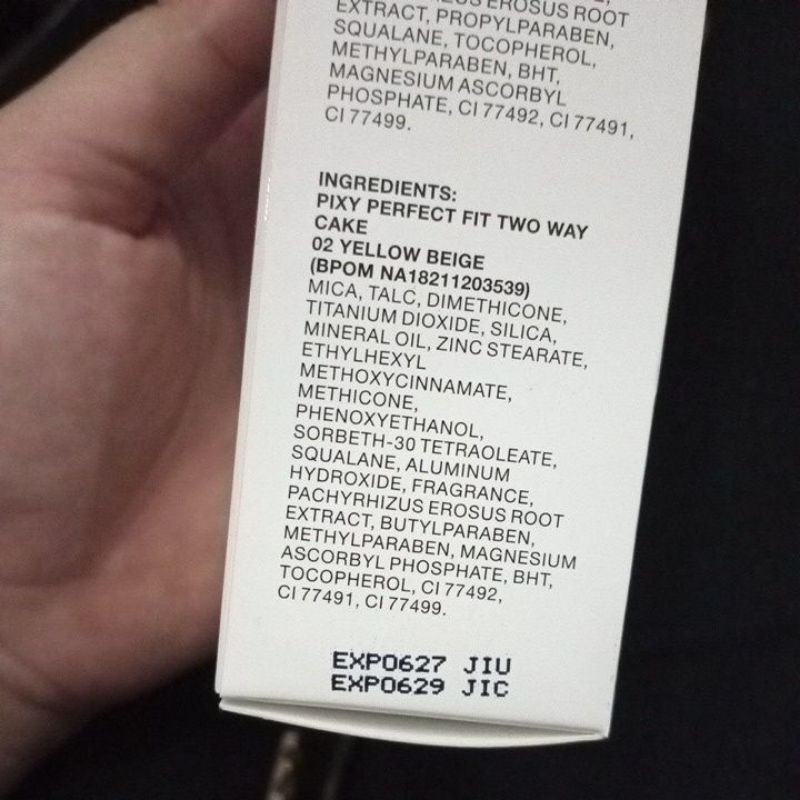 EROSUS ROOT
EXTRACT, PROPYLPARABEN,
SQUALANE, TOCOPHEROL,
METHYLPARABEN, BHT,
MAGNESIUM ASCORBYL
PHOSPHATE, CI 77492, CI 77491,
CI 77499.
INGREDIENTS:
PIXY PERFECT FIT TWO WAY
CAKE
02 YELLOW BEIGE
(BPOM NA18211203539)
MICA, TALC, DIMETHICONE,
TITANIUM DIOXIDE, SILICA,
MINERAL OIL, ZINC STEARATE,
ETHYLHEXYL
METHOXYCINNAMATE,
METHICONE,
PHENOXYETHANOL,
SORBETH-30 TETRAOLEATE,
SQUALANE, ALUMINUM
HYDROXIDE, FRAGRANCE,
PACHYRHIZUS EROSUS ROOT
EXTRACT, BUTYLPARABEN,
METHYLPARABEN, MAGNESIUM
ASCORBYL PHOSPHATE, BHT,
TOCOPHEROL, CI 77492,
CI 77491, CI 77499.
EXP0627 JIU
EXP0629 JIC